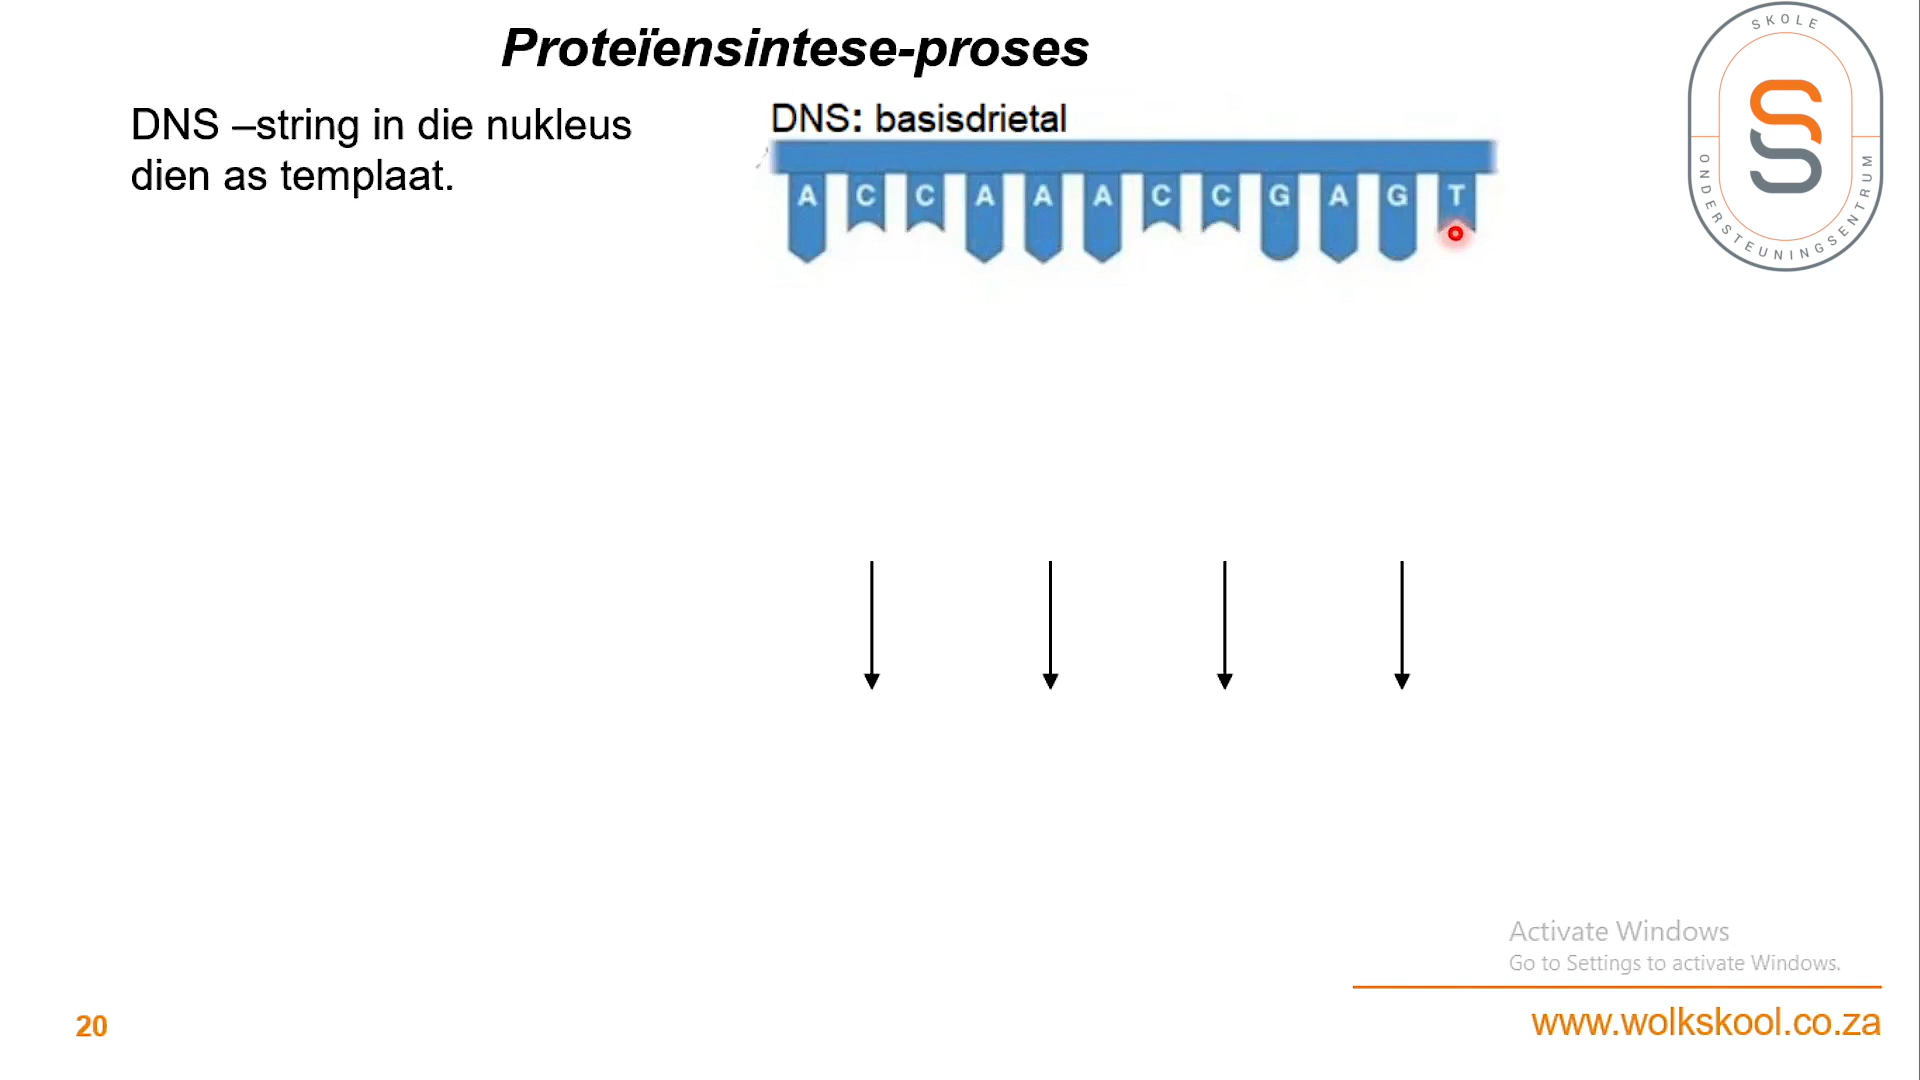 Proteïensintese-proses
DNS –string in die nukleus
dien as templaat.
DNS: basisdrietal
A C C A A A C C G A G T
SKOLE
ONDERSTEUNINGSENTRUM
Activate Windows
Go to Settings to activate Windows.
20
www.wolkskool.co.za